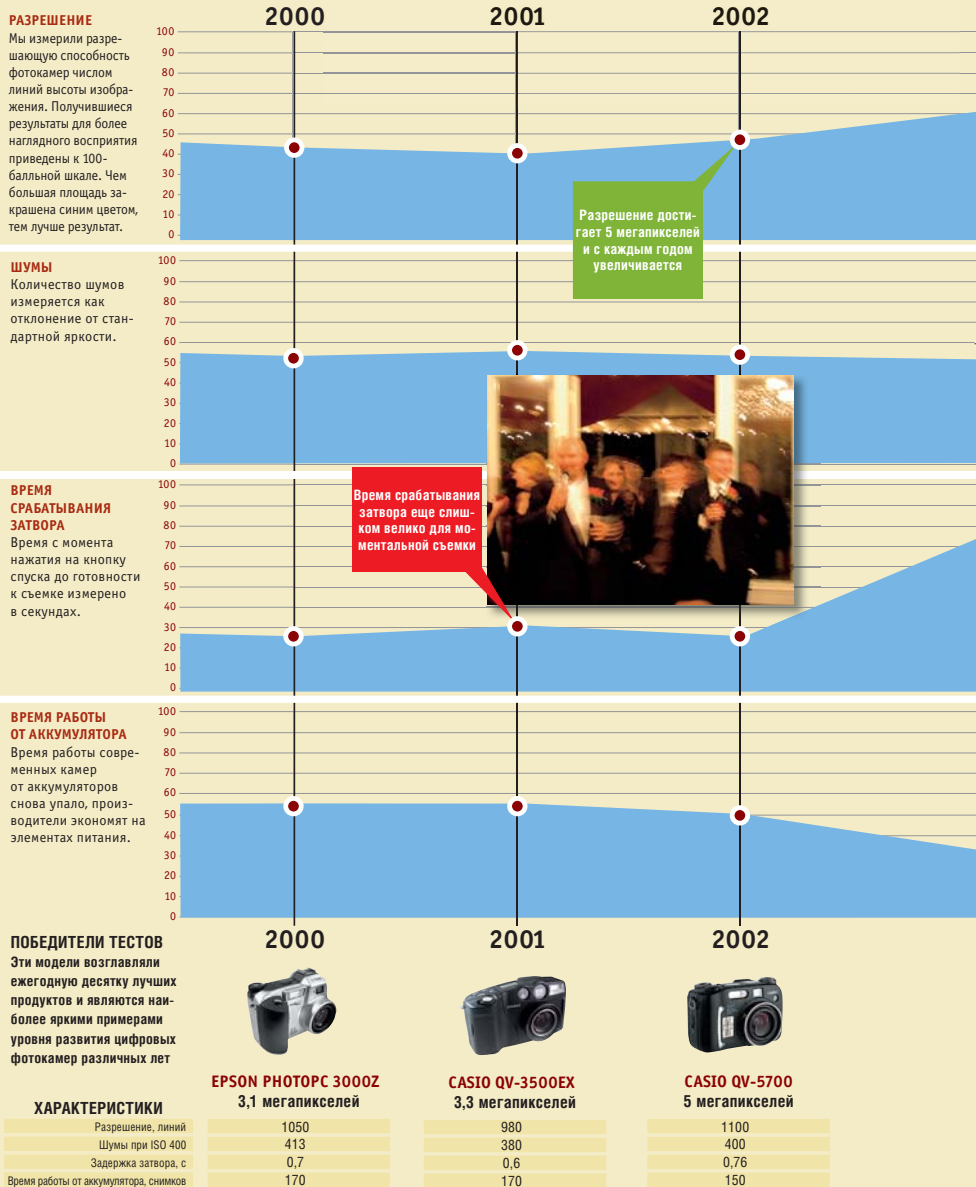 2000 2001 2002
РАЗРЕШЕНИЕ
Мы измерили разре-
шающую способность
фотокамер числом
линий высоты изобра-
жения. Получившиеся
результаты для более
наглядного восприятия
приведены к 100-
балльной шкале. Чем
большая площадь за-
крашена синим цветом,
тем лучше результат.
100
90
80
70
60
50
40
30
20
10
0
Разрешение дости-
гает 5 мегапикселей
и с каждым годом
увеличивается
ШУМЫ
Количество шумов
измеряется как
отклонение от стан-
дартной яркости.
100
90
80
70
60
50
40
30
20
10
0
ВРЕМЯ
СРАБАТЫВАНИЯ
ЗАТВОРА
Время с момента
нажатия на кнопку
спуска до готовности
к съемке измерено
в секундах.
100
90
80
70
60
50
40
30
20
10
0
Время срабатывания
затвора еще слиш-
ком велико для мо-
ментальной съемки
ВРЕМЯ РАБОТЫ
ОТ АККУМУЛЯТОРА
Время работы совре-
менных камер
от аккумуляторов
снова упало, произ-
водители экономят на
элементах питания.
100
90
80
70
60
50
40
30
20
10
0
2000 2001 2002
ПОБЕДИТЕЛИ ТЕСТОВ
Эти модели возглавляли
ежегодную десятку лучших
продуктов и являются наи-
более яркими примерами
уровня развития цифровых
фотокамер различных лет
EPSON PHOTOPC 3000Z CASIO QV-3500EX CASIO QV-5700
3,1 мегапикселей 3,3 мегапикселей 5 мегапикселей
ХАРАКТЕРИСТИКИ
Разрешение, линий 1050 980 1100
Шумы при ISO 400 413 380 400
Задержка затвора, с 0,7 0,6 0,76
Время работы от аккумулятора, снимков 170 170 150